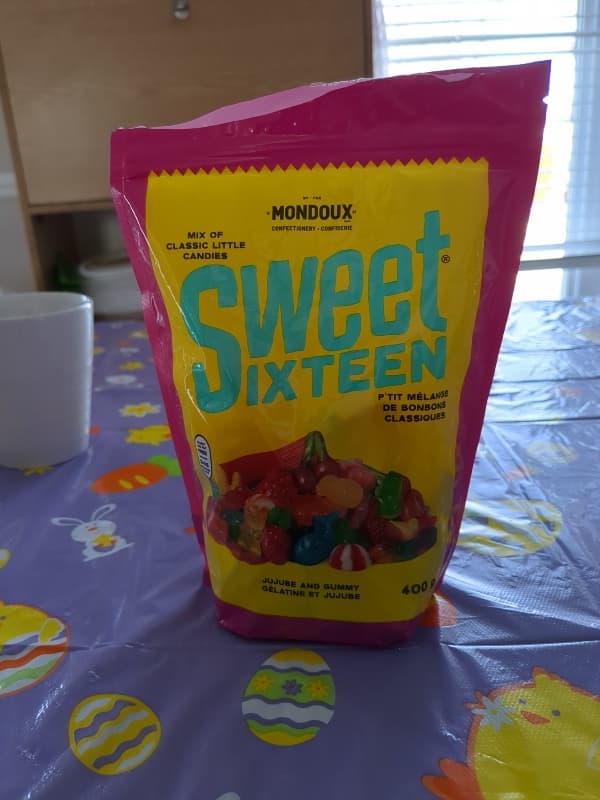 BY • PAR
MONDOUX
CONFECTIONERY • CONFISERIE
MIX OF
CLASSIC LITTLE
CANDIES
Sweet®
SIXTEEN
P'TIT MÉLANGE
DE BONBONS
CLASSIQUES
JUJUBE AND GUMMY
GÉLATINE ET JUJUBE
400 g